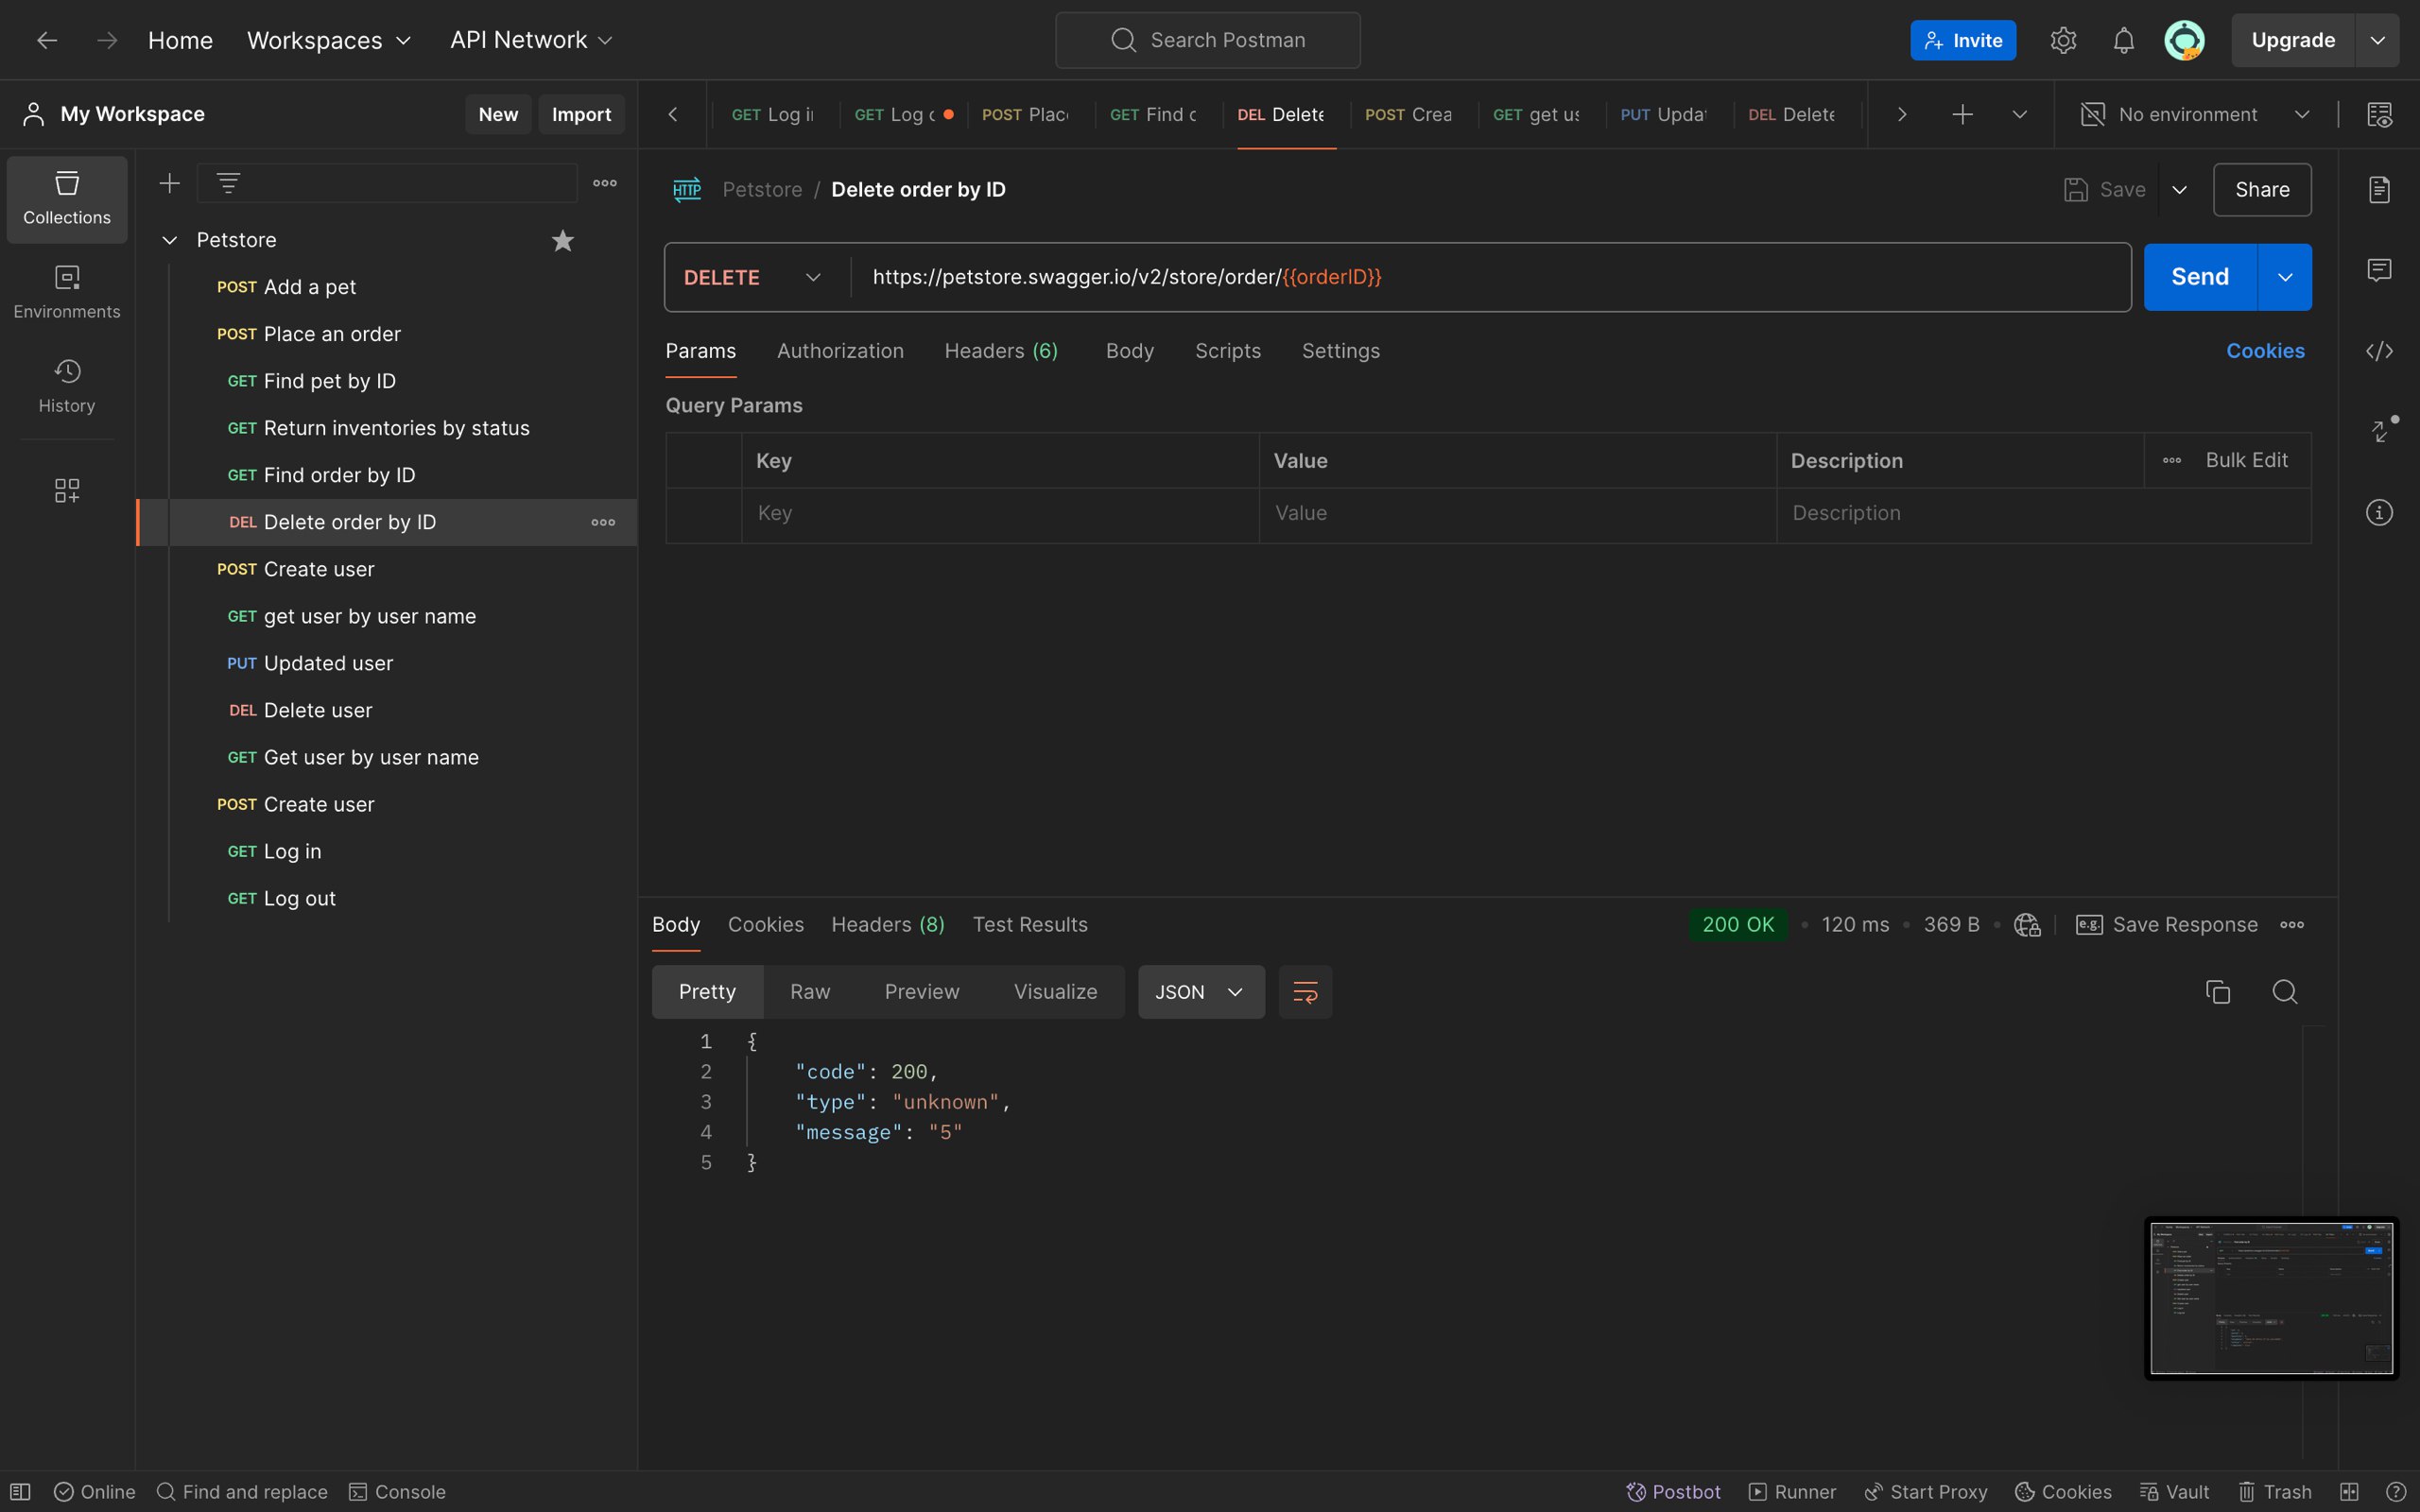 Home Workspaces API Network Search Postman Invite Upgrade
My Workspace New Import
GET Log i GET Log POST Plac GET Find DEL Delete POST Crea GET get us PUT Updat DEL Delete No environment
Collections
Environments
History
Petstore
POST Add a pet
POST Place an order
GET Find pet by ID
GET Return inventories by status
GET Find order by ID
DEL Delete order by ID
POST Create user
GET get user by user name
PUT Updated user
DEL Delete user
GET Get user by user name
POST Create user
GET Log in
GET Log out
HTTP Petstore / Delete order by ID Save Share
DELETE https://petstore.swagger.io/v2/store/order/{{orderID}} Send
Params Authorization Headers (6) Body Scripts Settings Cookies
Query Params
Key Value Description Bulk Edit
Key Value Description
Body Cookies Headers (8) Test Results 200 OK • 120 ms • 369 B • e.g. Save Response
Pretty Raw Preview Visualize JSON
1 {
2 "code": 200,
3 "type": "unknown",
4 "message": "5"
5 }
Online Find and replace Console Postbot Runner Start Proxy Cookies Vault Trash